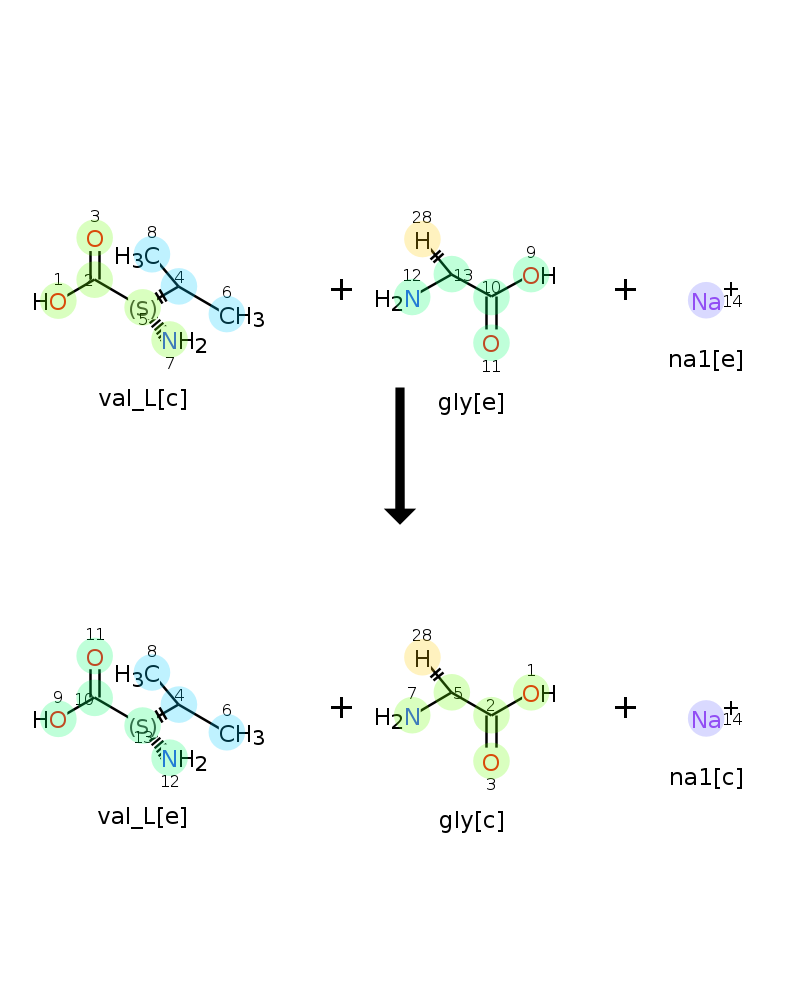 3 8 28
O H3C H 9
1 2 4 6 12 13 10 OH
HO (S) CH3 + H2N + Na+ 14
5 NH2 O
7 11
val_L[c] gly[e] na1[e]
11 8 28
O H3C H 1
9 10 4 6 7 5 2 OH
HO (S) CH3 + H2N + Na+ 14
13 NH2 O
12 3
val_L[e] gly[c] na1[c]